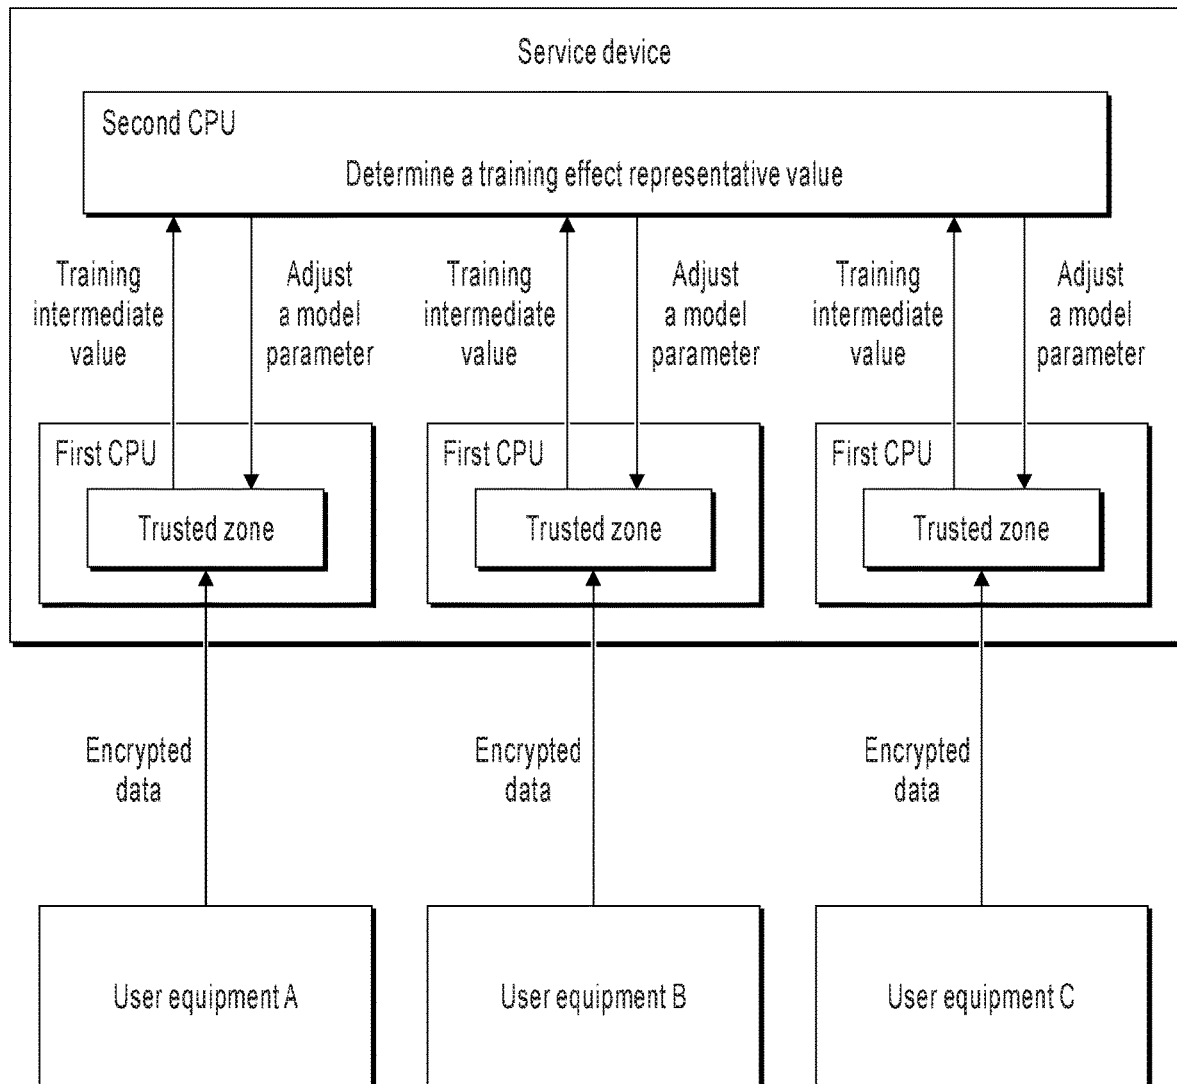 Service device
Second CPU
Determine a training effect representative value
Training
intermediate
value
Adjust
a model
parameter
Training
intermediate
value
Adjust
a model
parameter
Training
intermediate
value
Adjust
a model
parameter
First CPU
Trusted zone
First CPU
Trusted zone
First CPU
Trusted zone
Encrypted
data
Encrypted
data
Encrypted
data
User equipment A
User equipment B
User equipment C